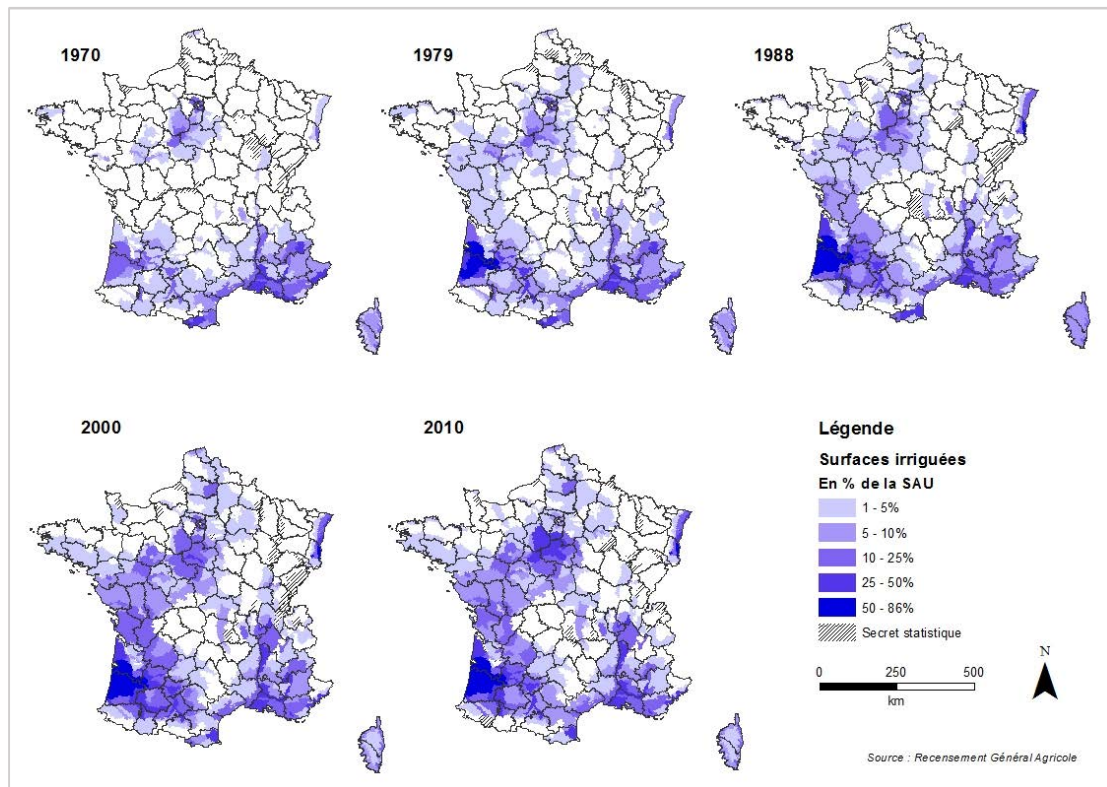 1970
1979
1988
2000
2010
Légende
Surfaces irriguées
En % de la SAU
1 - 5%
5 - 10%
10 - 25%
25 - 50%
50 - 86%
Secret statistique
N
0 250 500
km
Source : Recensement Général Agricole